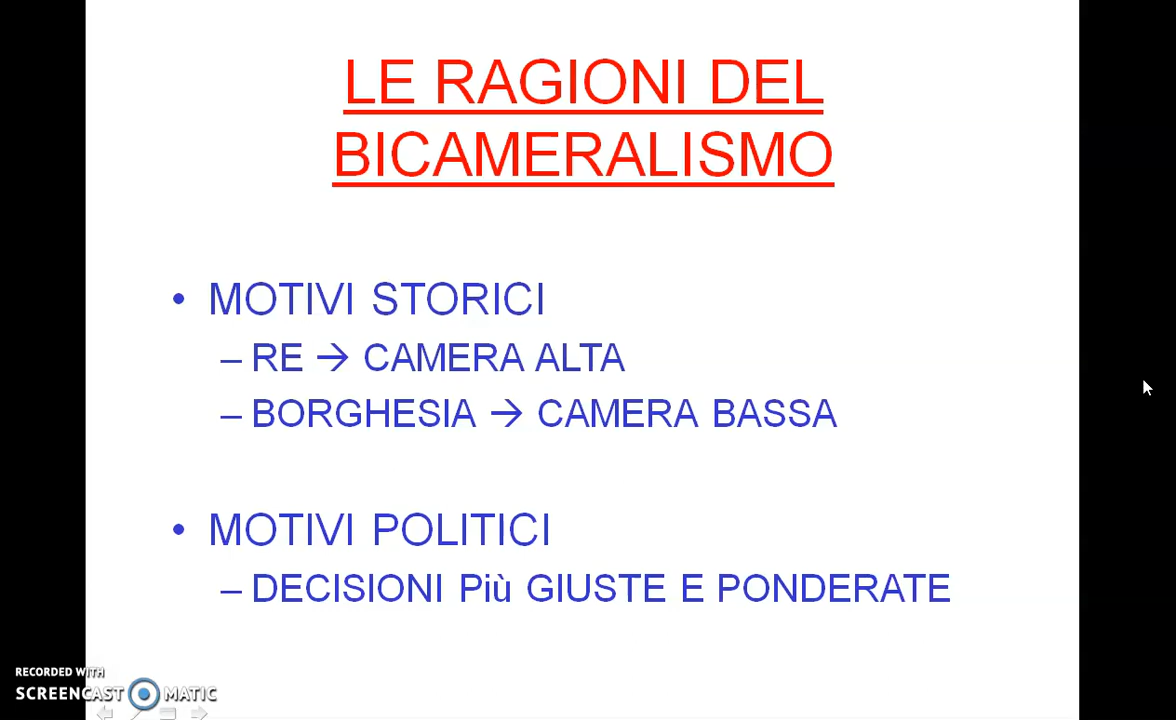 LE RAGIONI DEL
BICAMERALISMO
• MOTIVI STORICI
– RE → CAMERA ALTA
– BORGHESIA → CAMERA BASSA
• MOTIVI POLITICI
– DECISIONI Più GIUSTE E PONDERATE
RECORDED WITH
SCREENCAST MATIC